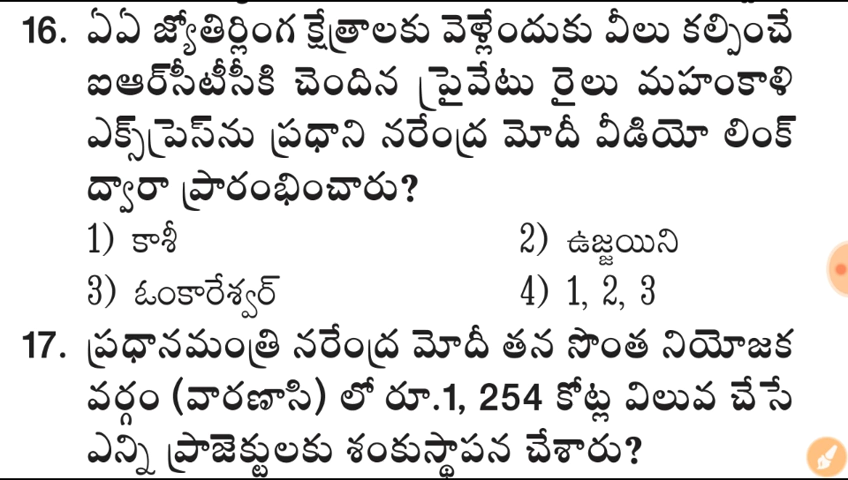 16. ఏఏ జ్యోతిర్లింగ క్షేత్రాలకు వెళ్లేందుకు వీలు కల్పించే
ఐఆర్‌సీటీసీకి చెందిన ప్రైవేటు రైలు మహంకాళి
ఎక్స్‌ప్రెస్‌ను ప్రధాని నరేంద్ర మోదీ వీడియో లింక్
ద్వారా ప్రారంభించారు?
1) కాశీ 2) ఉజ్జయిని
3) ఓంకారేశ్వర్ 4) 1, 2, 3
17. ప్రధానమంత్రి నరేంద్ర మోదీ తన సొంత నియోజక
వర్గం (వారణాసి) లో రూ.1, 254 కోట్ల విలువ చేసే
ఎన్ని ప్రాజెక్టులకు శంకుస్థాపన చేశారు?